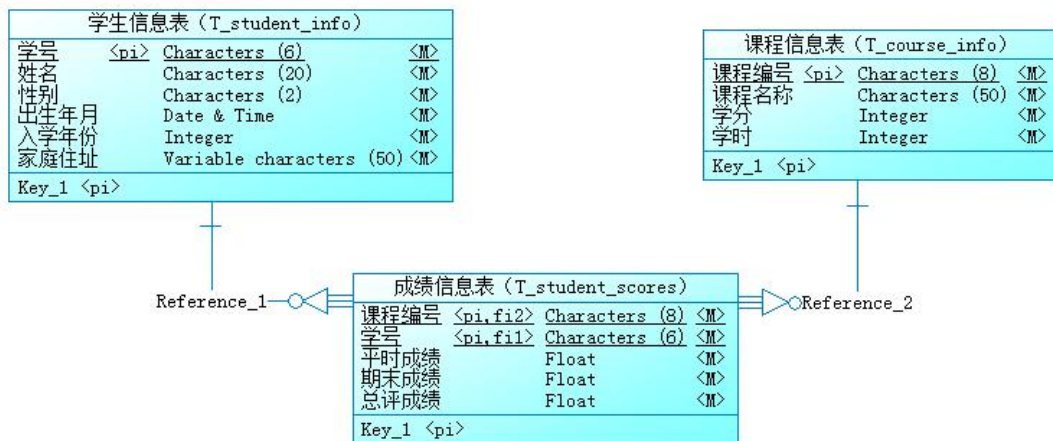 学生信息表（T_student_info）
学号 <pi> Characters (6) <M>
姓名 Characters (20) <M>
性别 Characters (2) <M>
出生年月 Date & Time <M>
入学年份 Integer <M>
家庭住址 Variable characters (50) <M>
Key_1 <pi>
课程信息表（T_course_info）
课程编号 <pi> Characters (8) <M>
课程名称 Characters (50) <M>
学分 Integer <M>
学时 Integer <M>
Key_1 <pi>
Reference_1
Reference_2
成绩信息表（T_student_scores）
课程编号 <pi,fi2> Characters (8) <M>
学号 <pi,fi1> Characters (6) <M>
平时成绩 Float <M>
期末成绩 Float <M>
总评成绩 Float <M>
Key_1 <pi>